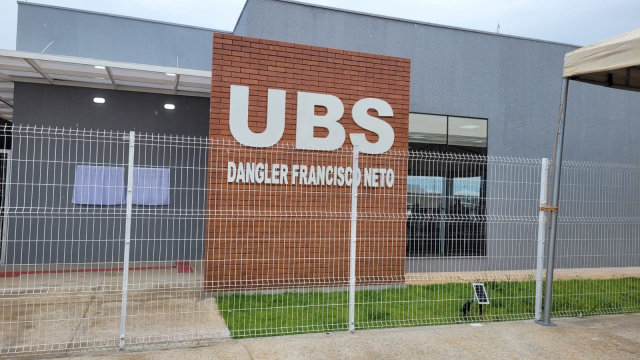 UBS
DANGLER FRANCISCO NETO